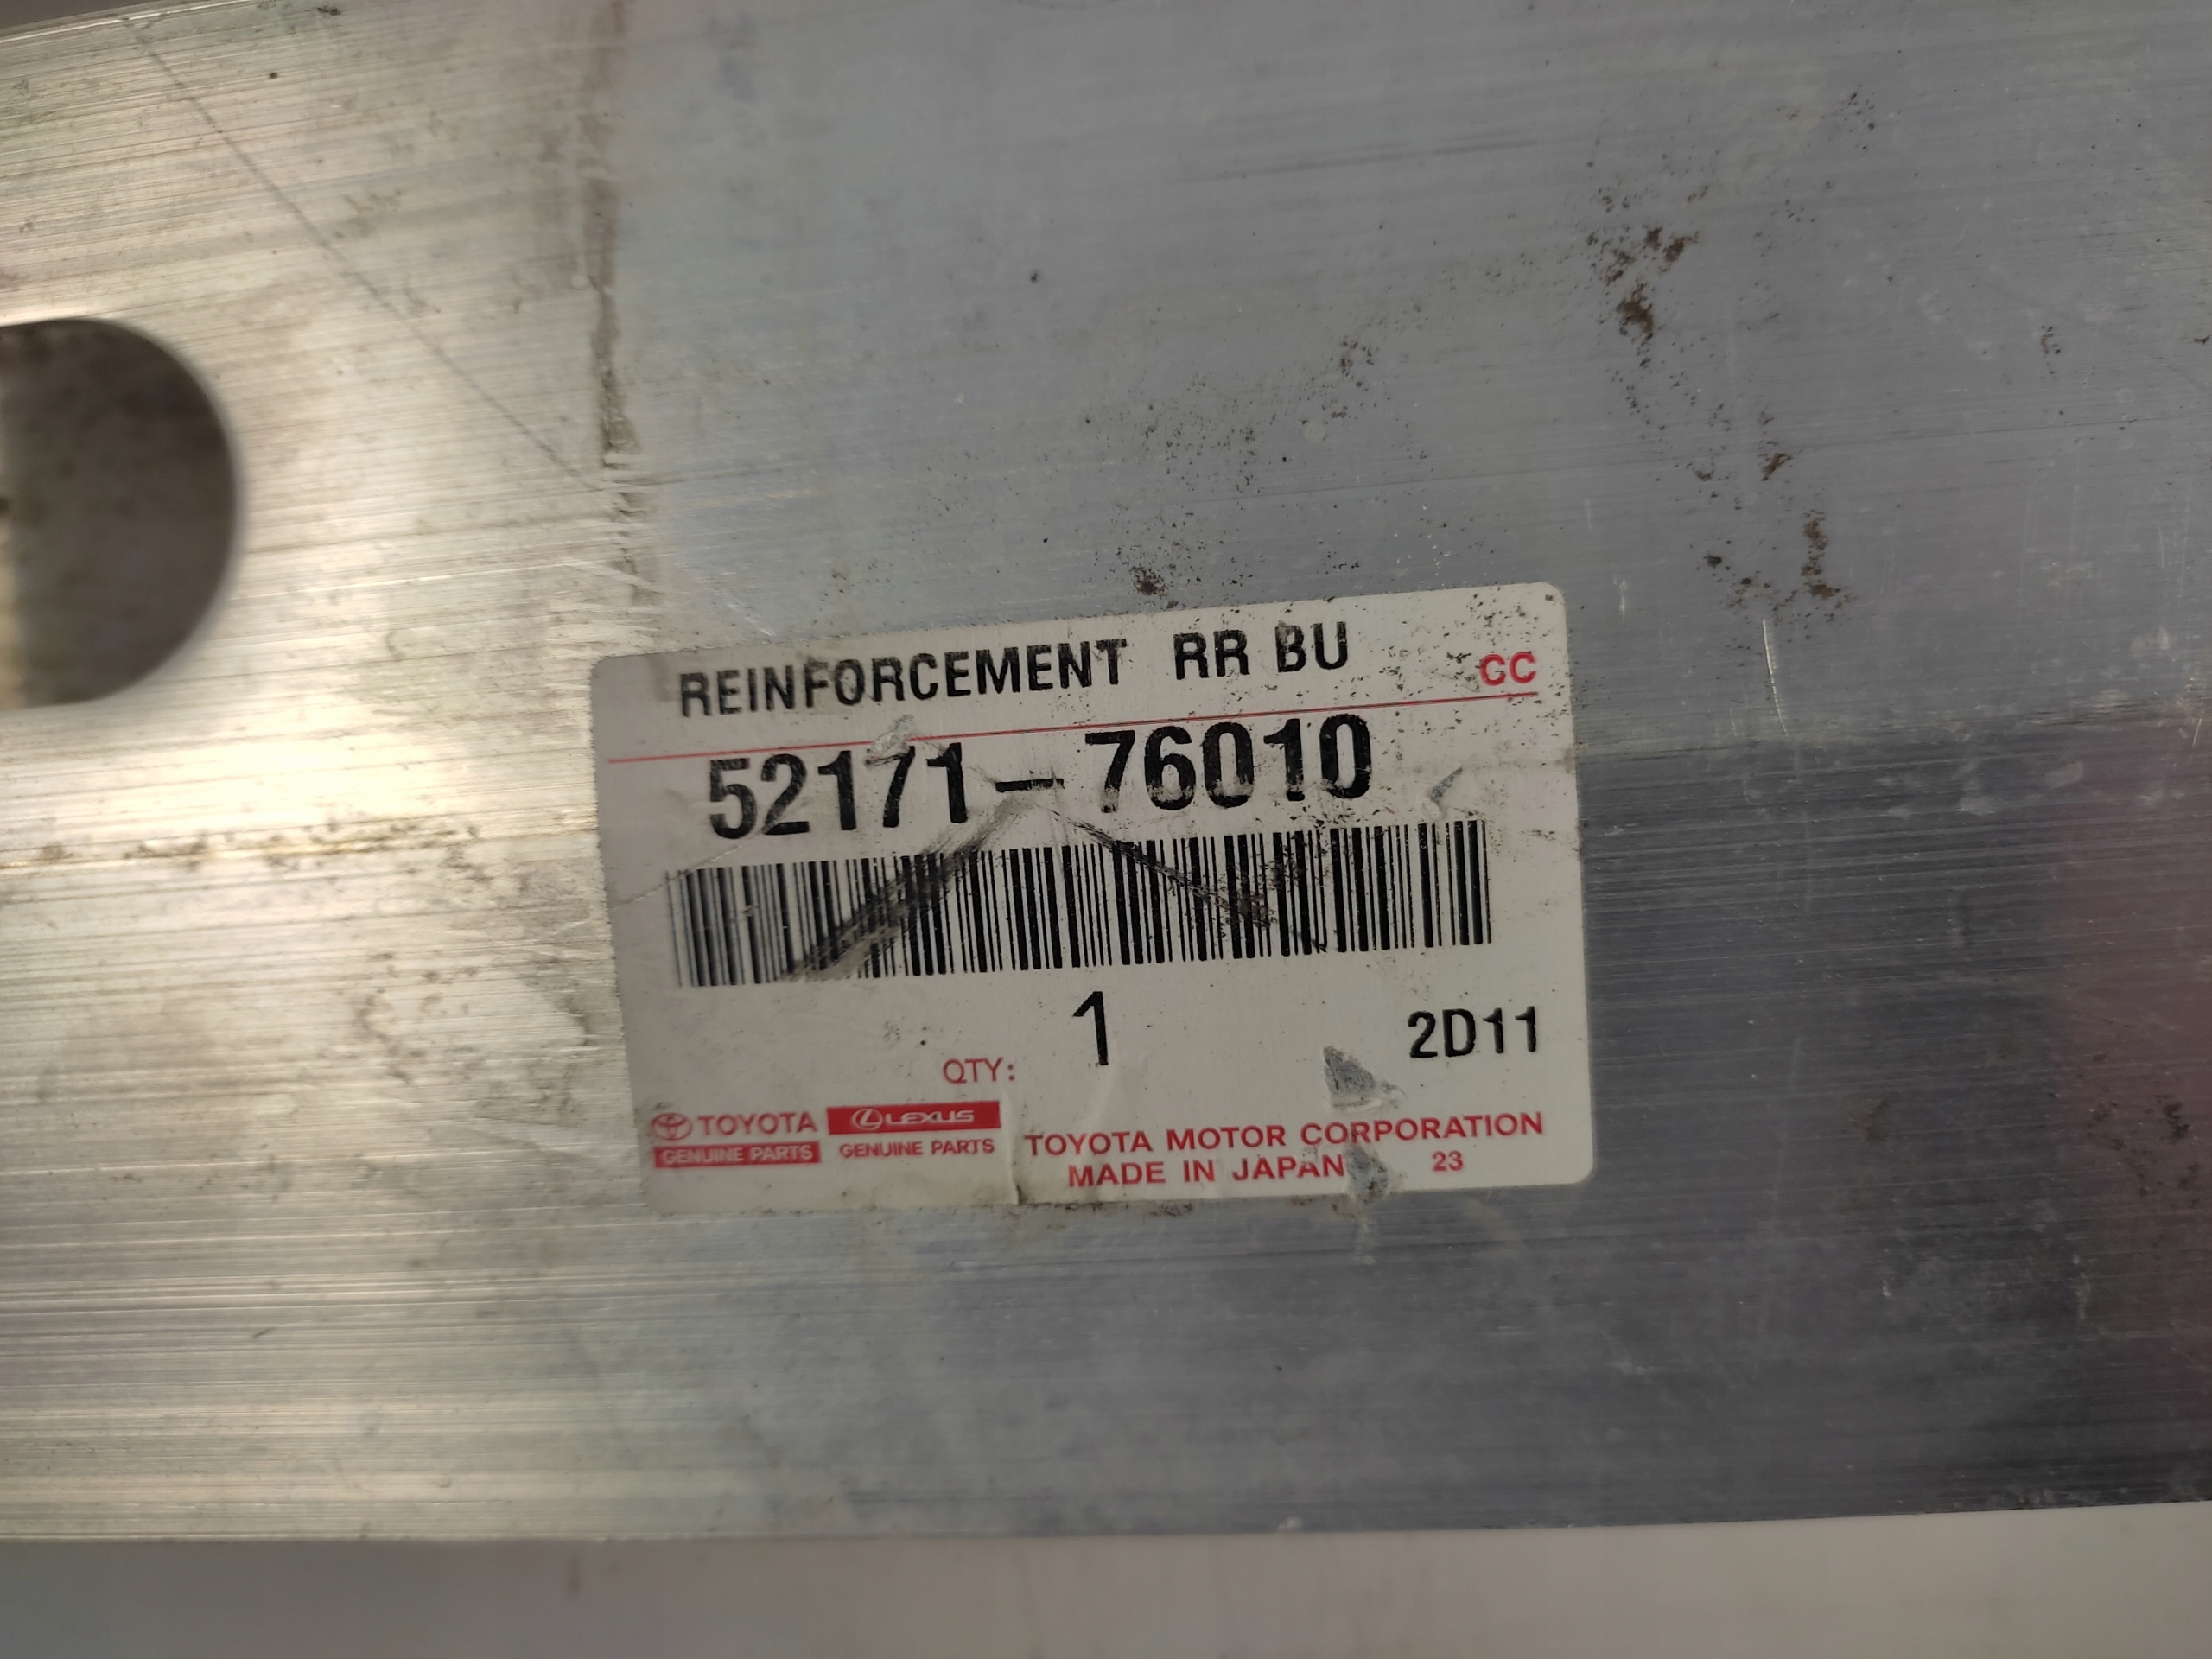 REINFORCEMENT RR BU
GC
52171-76010
QTY: 1
2D11
TOYOTA
GENUINE PARTS
LEXUS
GENUINE PARTS
TOYOTA MOTOR CORPORATION
MADE IN JAPAN 23